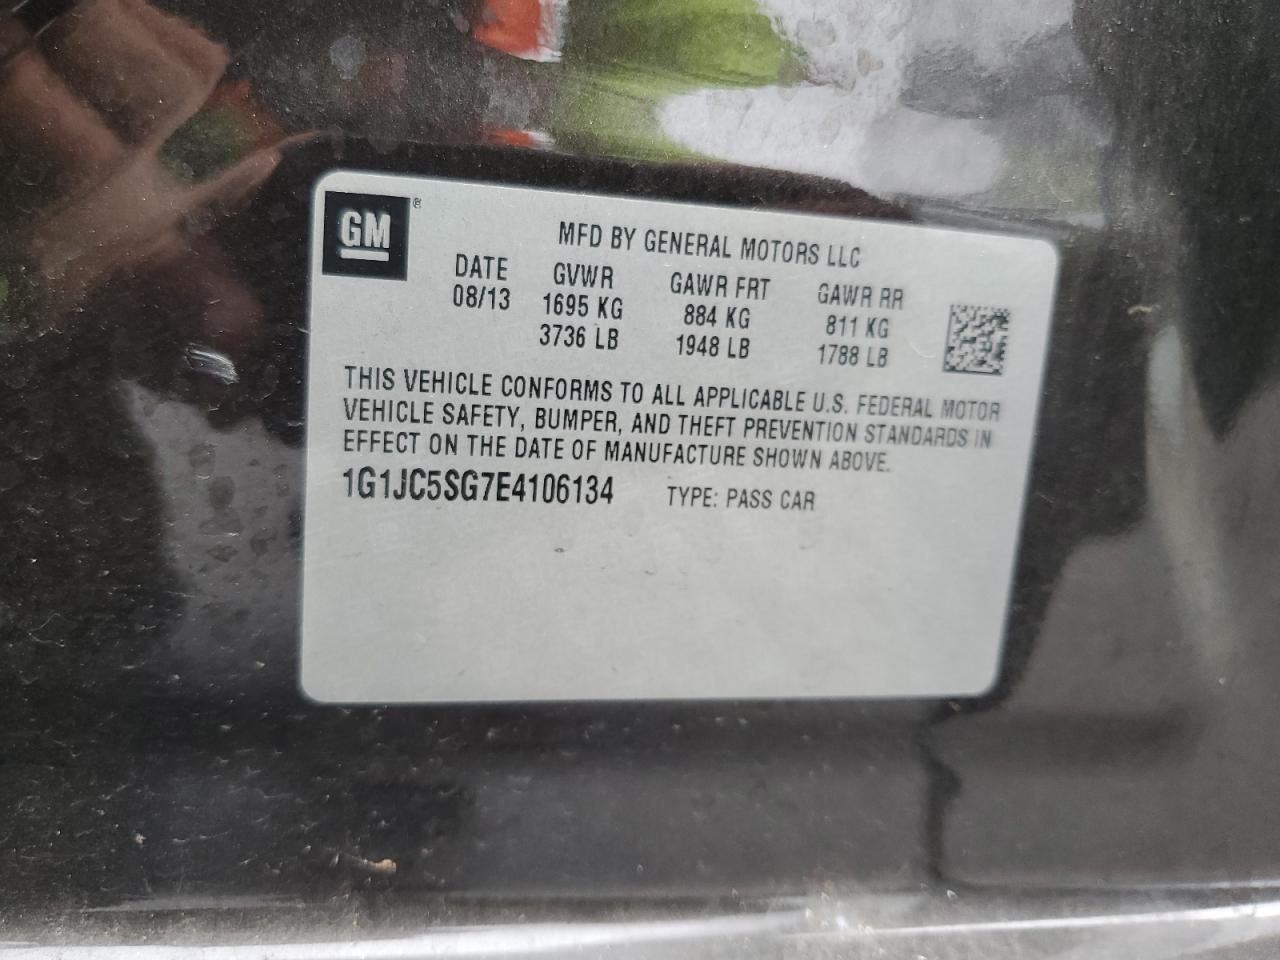 GM®
MFD BY GENERAL MOTORS LLC
DATE GVWR GAWR FRT GAWR RR
08/13 1695 KG 884 KG 811 KG
3736 LB 1948 LB 1788 LB
THIS VEHICLE CONFORMS TO ALL APPLICABLE U.S. FEDERAL MOTOR
VEHICLE SAFETY, BUMPER, AND THEFT PREVENTION STANDARDS IN
EFFECT ON THE DATE OF MANUFACTURE SHOWN ABOVE.
1G1JC5SG7E4106134 TYPE: PASS CAR